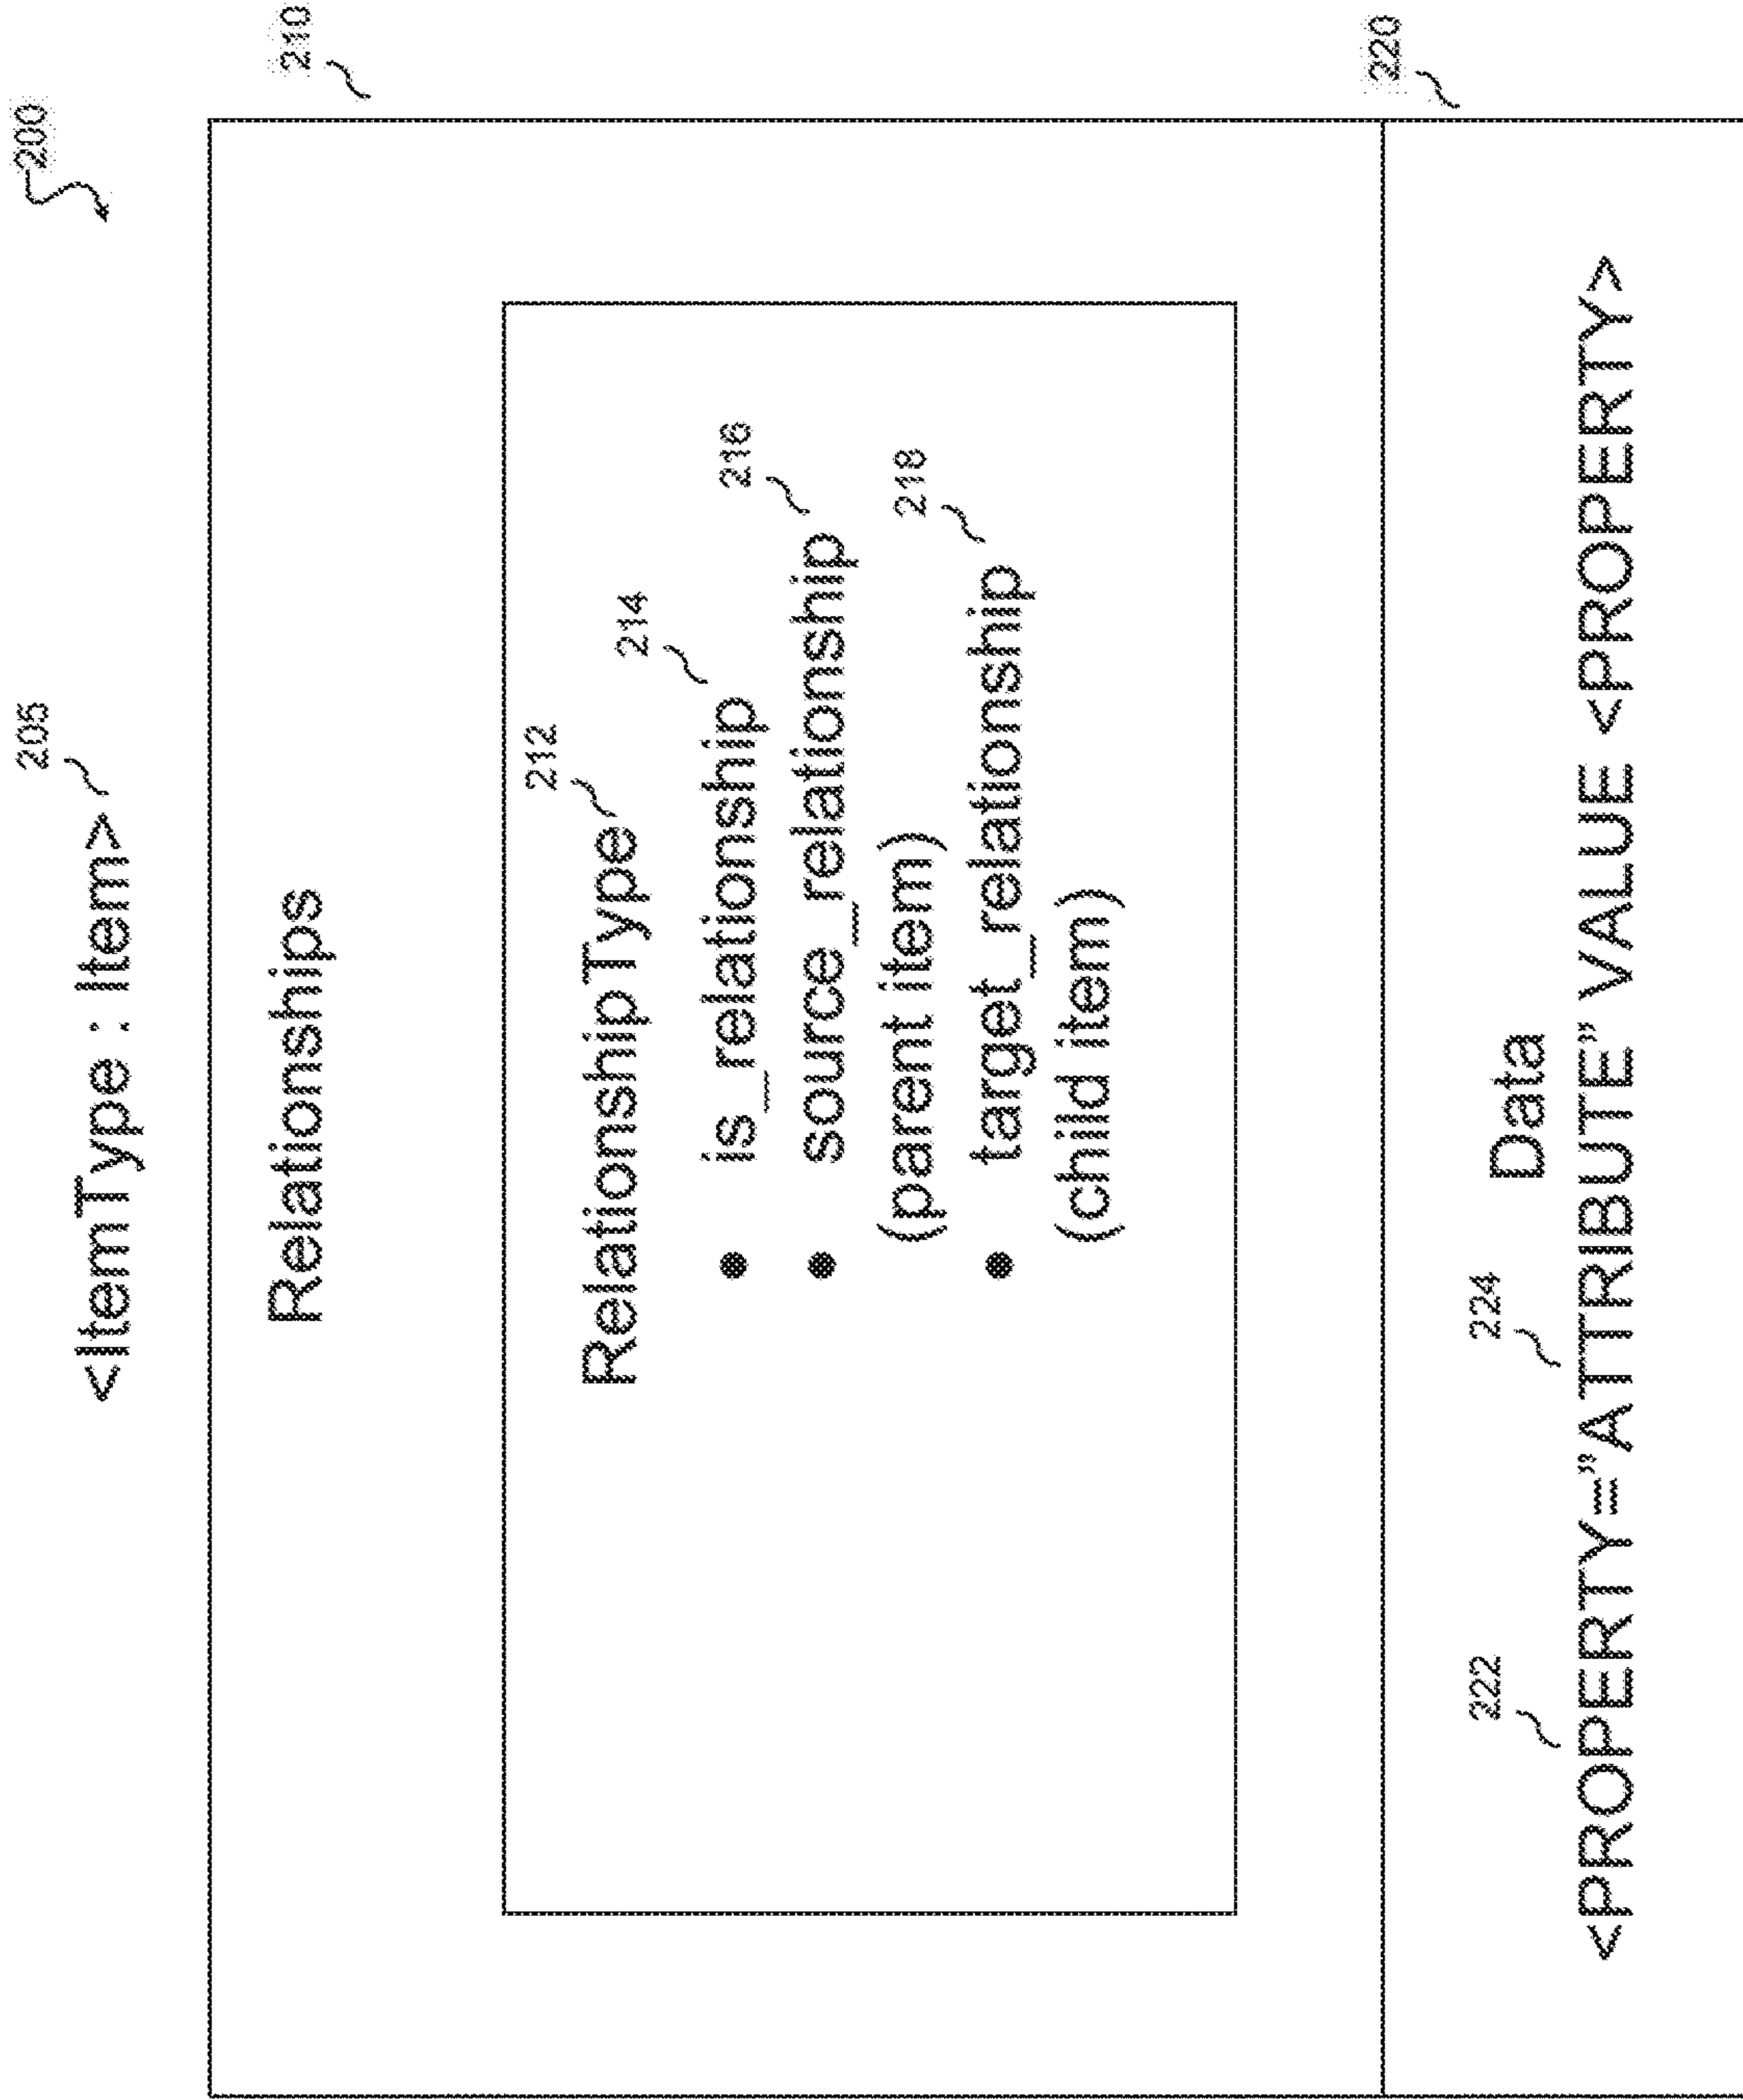 200
<ItemType : Item> 205
210
Relationships
RelationshipType 212
• is_relationship 214
• source_relationship 216
(parent item)
• target_relationship 218
(child item)
220
Data
222 224
<PROPERTY="ATTRIBUTE" VALUE <PROPERTY>